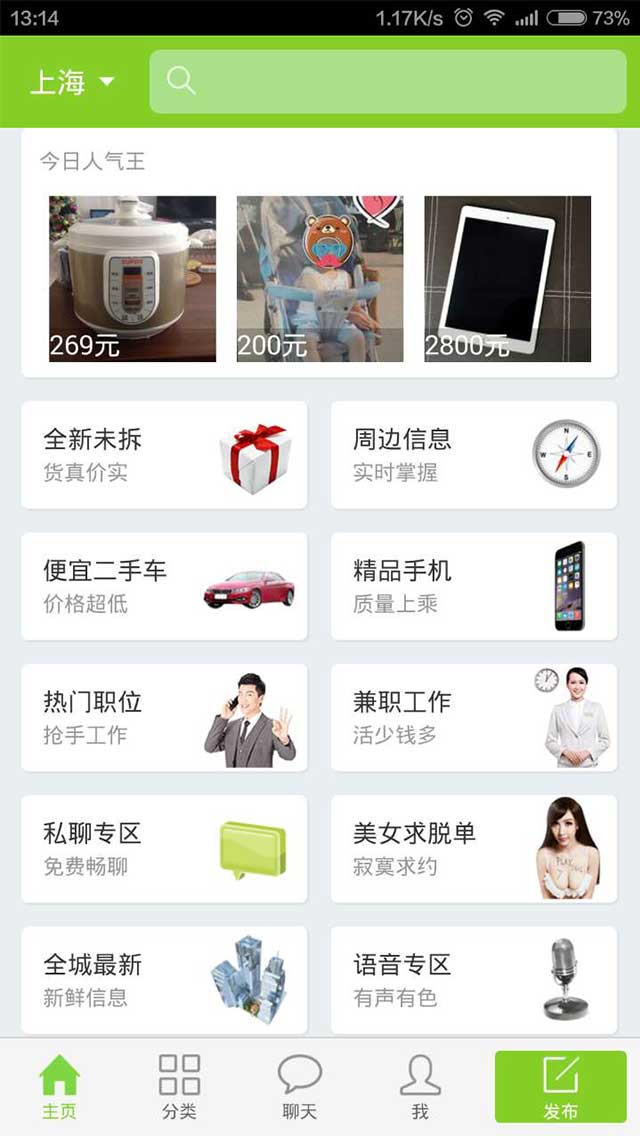 13:14
1.17K/s
73%
上海
今日人气王
269元
200元
2800元
全新未拆
货真价实
周边信息
实时掌握
便宜二手车
价格超低
精品手机
质量上乘
热门职位
抢手工作
兼职工作
活少钱多
私聊专区
免费畅聊
美女求脱单
寂寞求约
全城最新
新鲜信息
语音专区
有声有色
N
W
E
S
主页
分类
聊天
我
发布